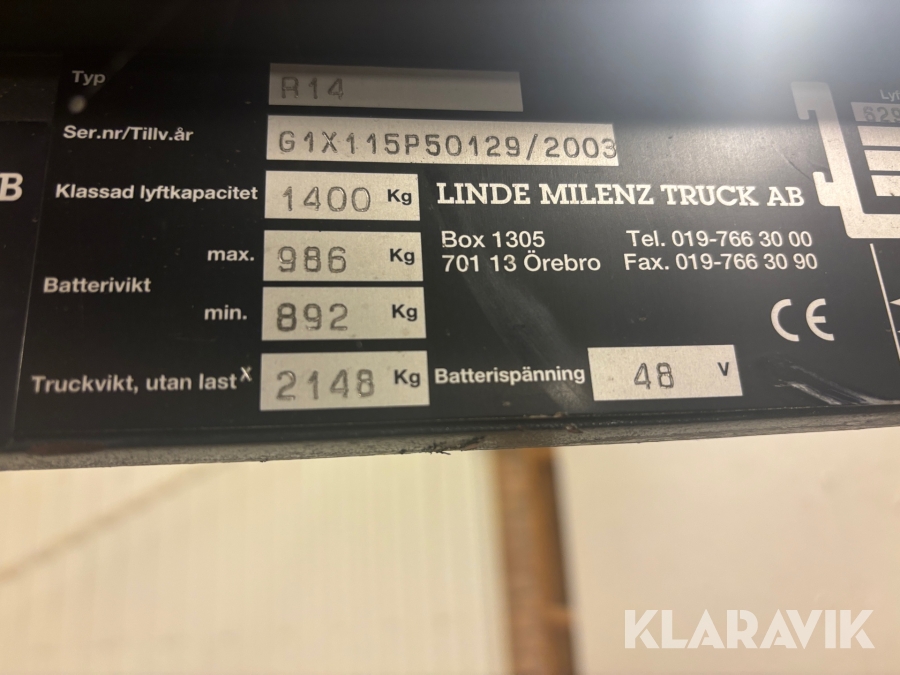 Typ R14
Ser.nr/Tillv.år G1X115P50129/2003
B Klassad lyftkapacitet 1400 Kg LINDE MILENZ TRUCK AB
Box 1305 Tel. 019-766 30 00
701 13 Örebro Fax. 019-766 30 90
Batterivikt max. 986 Kg
min. 892 Kg
CE
Truckvikt, utan last x 2148 Kg Batterispänning 48 V
KLARAVIK